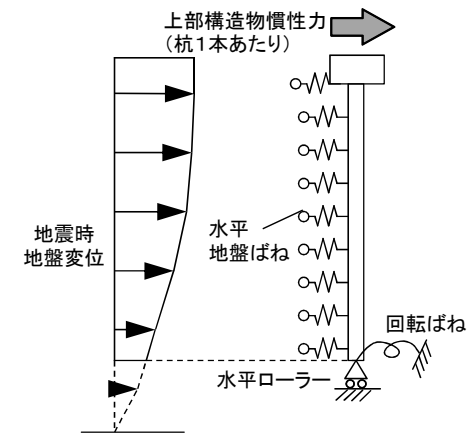 上部構造物慣性力
（杭１本あたり）
地震時
地盤変位
水平
地盤ばね
回転ばね
水平ローラー